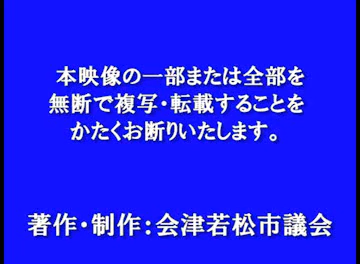 本映像の一部または全部を
無断で複写・転載することを
かたくお断りいたします。
著作・制作：会津若松市議会